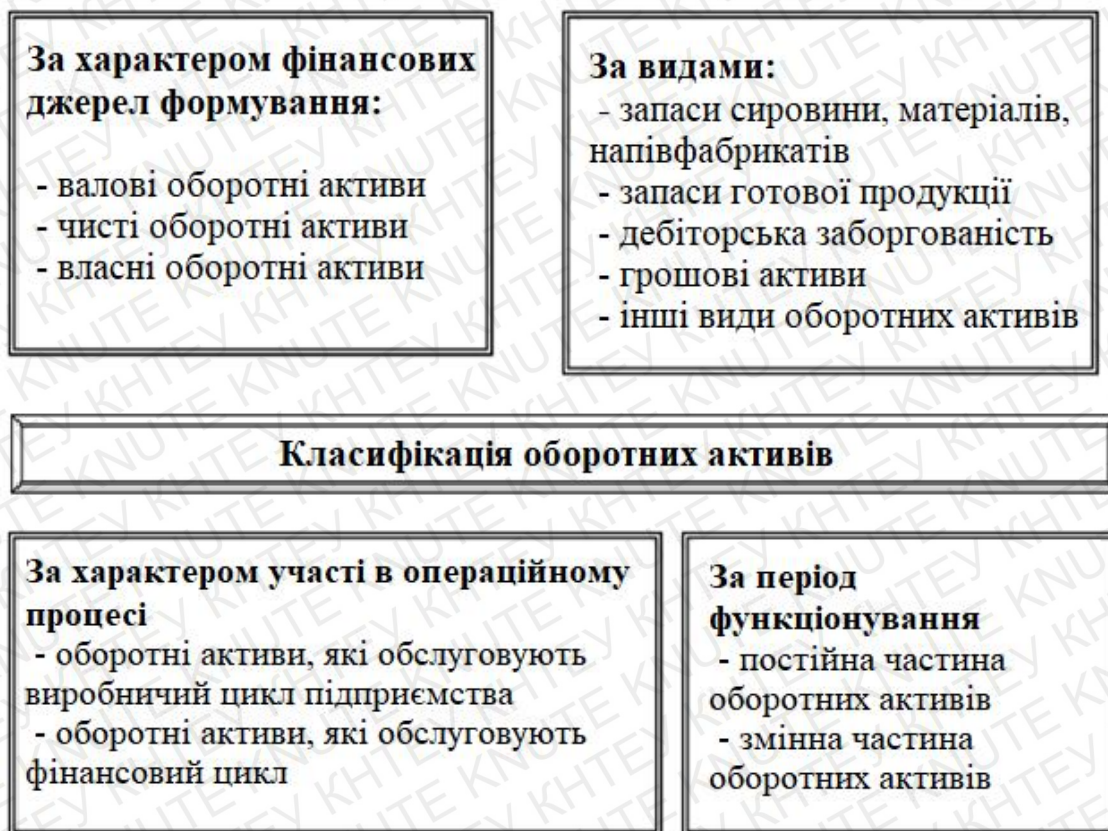 За характером фінансових
джерел формування:
- валові оборотні активи
- чисті оборотні активи
- власні оборотні активи
За видами:
- запаси сировини, матеріалів,
напівфабрикатів
- запаси готової продукції
- дебіторська заборгованість
- грошові активи
- інші види оборотних активів
Класифікація оборотних активів
За характером участі в операційному
процесі
- оборотні активи, які обслуговують
виробничий цикл підприємства
- оборотні активи, які обслуговують
фінансовий цикл
За період
функціонування
- постійна частина
оборотних активів
- змінна частина
оборотних активів